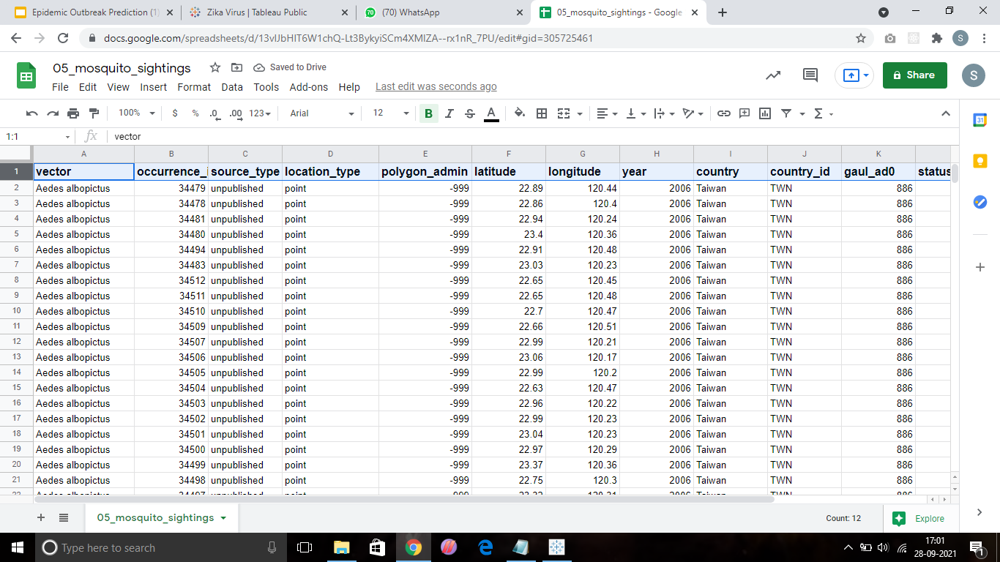 Epidemic Outbreak Prediction (1) Zika Virus | Tableau Public (70) WhatsApp 05_mosquito_sightings - Google
docs.google.com/spreadsheets/d/13vIJbHIT6W1chQ-Lt3BykyiSCm4XMlZA--rx1nR_7PU/edit#gid=305725461 S
05_mosquito_sightings Saved to Drive
File Edit View Insert Format Data Tools Add-ons Help Last edit was seconds ago Share S
100% $ % .0 .00 123 Arial 12 B I S A Σ 31
1:1 fx vector
A B C D E F G H I J K
1 vector occurrence_i source_type location_type polygon_admin latitude longitude year country country_id gaul_ad0 status
2 Aedes albopictus 34479 unpublished point -999 22.89 120.44 2006 Taiwan TWN 886
3 Aedes albopictus 34478 unpublished point -999 22.86 120.4 2006 Taiwan TWN 886
4 Aedes albopictus 34481 unpublished point -999 22.94 120.24 2006 Taiwan TWN 886
5 Aedes albopictus 34480 unpublished point -999 23.4 120.36 2006 Taiwan TWN 886
6 Aedes albopictus 34494 unpublished point -999 22.91 120.48 2006 Taiwan TWN 886
7 Aedes albopictus 34483 unpublished point -999 23.03 120.23 2006 Taiwan TWN 886
8 Aedes albopictus 34512 unpublished point -999 22.65 120.45 2006 Taiwan TWN 886
9 Aedes albopictus 34511 unpublished point -999 22.65 120.48 2006 Taiwan TWN 886
10 Aedes albopictus 34510 unpublished point -999 22.7 120.47 2006 Taiwan TWN 886
11 Aedes albopictus 34509 unpublished point -999 22.66 120.51 2006 Taiwan TWN 886
12 Aedes albopictus 34507 unpublished point -999 22.99 120.21 2006 Taiwan TWN 886
13 Aedes albopictus 34506 unpublished point -999 23.06 120.17 2006 Taiwan TWN 886
14 Aedes albopictus 34505 unpublished point -999 22.99 120.2 2006 Taiwan TWN 886
15 Aedes albopictus 34504 unpublished point -999 22.63 120.47 2006 Taiwan TWN 886
16 Aedes albopictus 34503 unpublished point -999 22.96 120.22 2006 Taiwan TWN 886
17 Aedes albopictus 34502 unpublished point -999 22.99 120.23 2006 Taiwan TWN 886
18 Aedes albopictus 34501 unpublished point -999 23.04 120.23 2006 Taiwan TWN 886
19 Aedes albopictus 34500 unpublished point -999 22.97 120.29 2006 Taiwan TWN 886
20 Aedes albopictus 34499 unpublished point -999 23.37 120.36 2006 Taiwan TWN 886
21 Aedes albopictus 34498 unpublished point -999 22.75 120.3 2006 Taiwan TWN 886
05_mosquito_sightings Count: 12 Explore
Type here to search 17:01
28-09-2021 1